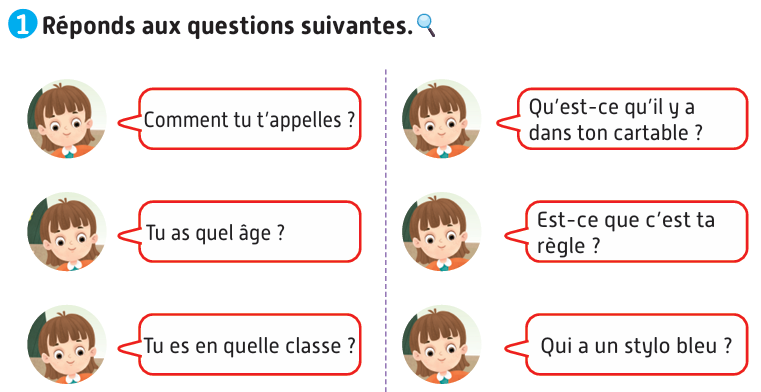 1 Réponds aux questions suivantes.
Comment tu t'appelles ?
Tu as quel âge ?
Tu es en quelle classe ?
Qu'est-ce qu'il y a
dans ton cartable ?
Est-ce que c'est ta
règle ?
Qui a un stylo bleu ?